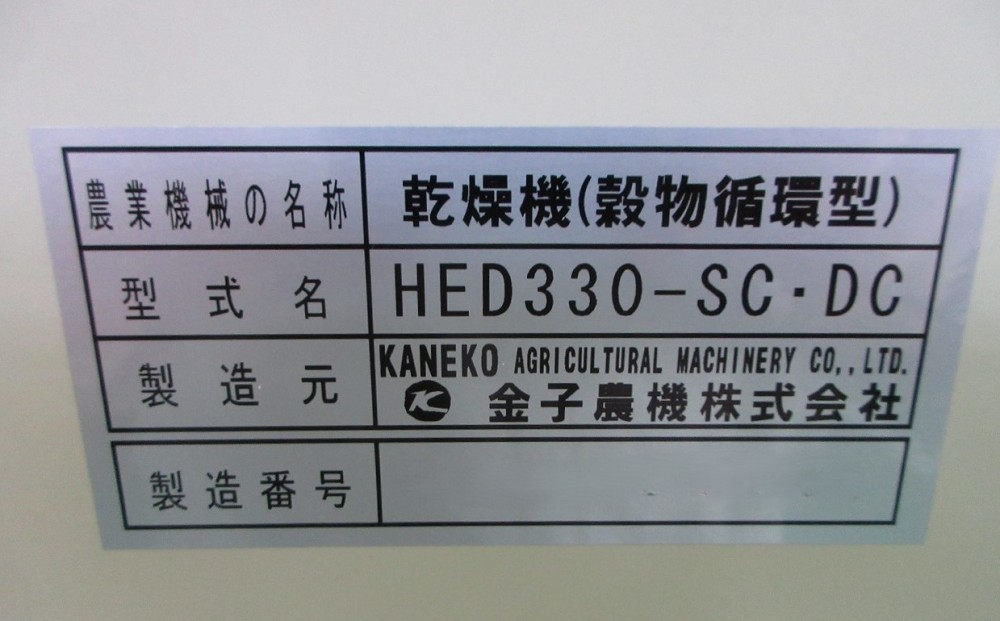 農業機械の名称 乾燥機(穀物循環型)
型式名 HED330-SC・DC
製造元 KANEKO AGRICULTURAL MACHINERY CO.,LTD.
K 金子農機株式会社
製造番号